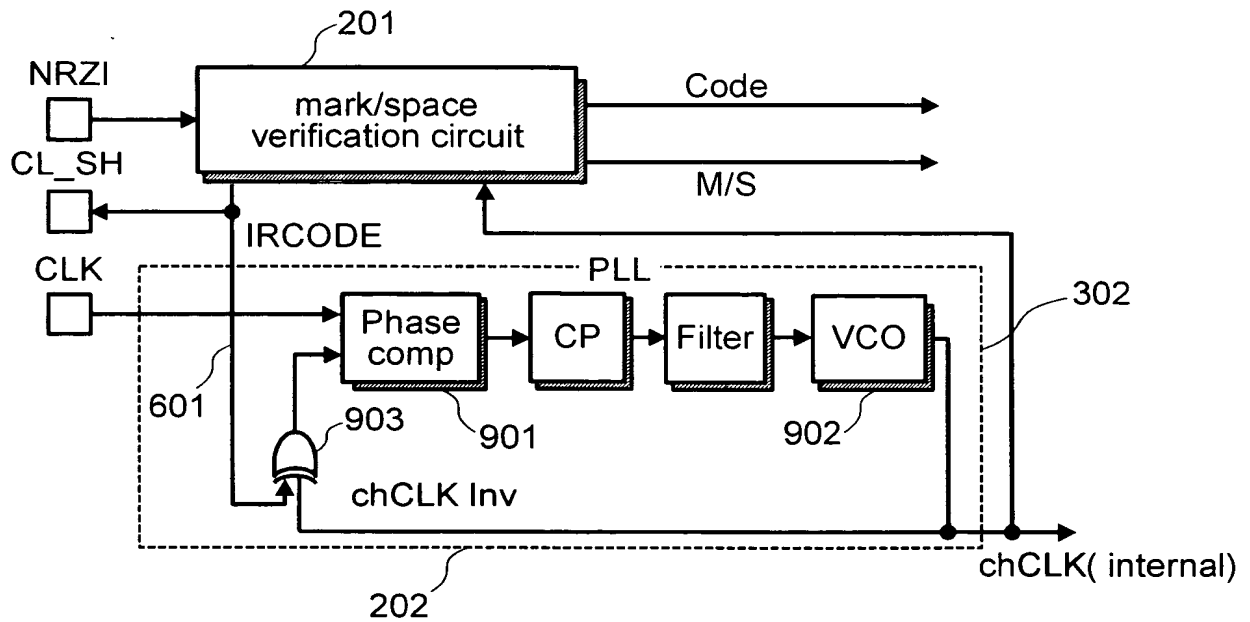 201
NRZI
mark/space
verification circuit
Code
CL_SH
M/S
IRCODE
CLK
PLL
302
Phase
comp
CP
Filter
VCO
601
903
901
902
chCLK Inv
chCLK( internal)
202